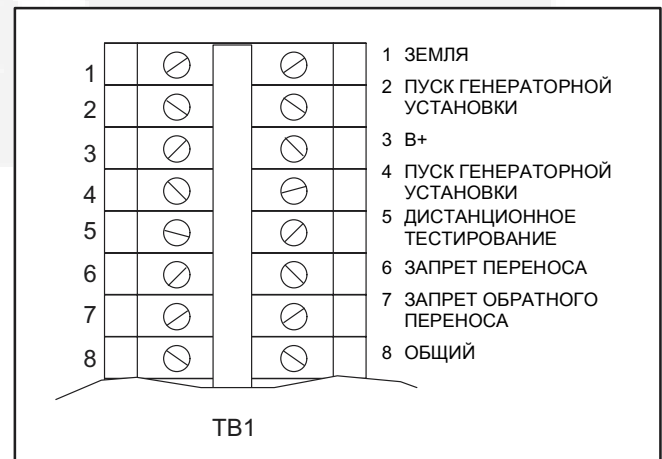 1
2
3
4
5
6
7
8
1 ЗЕМЛЯ
2 ПУСК ГЕНЕРАТОРНОЙ
УСТАНОВКИ
3 B+
4 ПУСК ГЕНЕРАТОРНОЙ
УСТАНОВКИ
5 ДИСТАНЦИОННОЕ
ТЕСТИРОВАНИЕ
6 ЗАПРЕТ ПЕРЕНОСА
7 ЗАПРЕТ ОБРАТНОГО
ПЕРЕНОСА
8 ОБЩИЙ
TB1